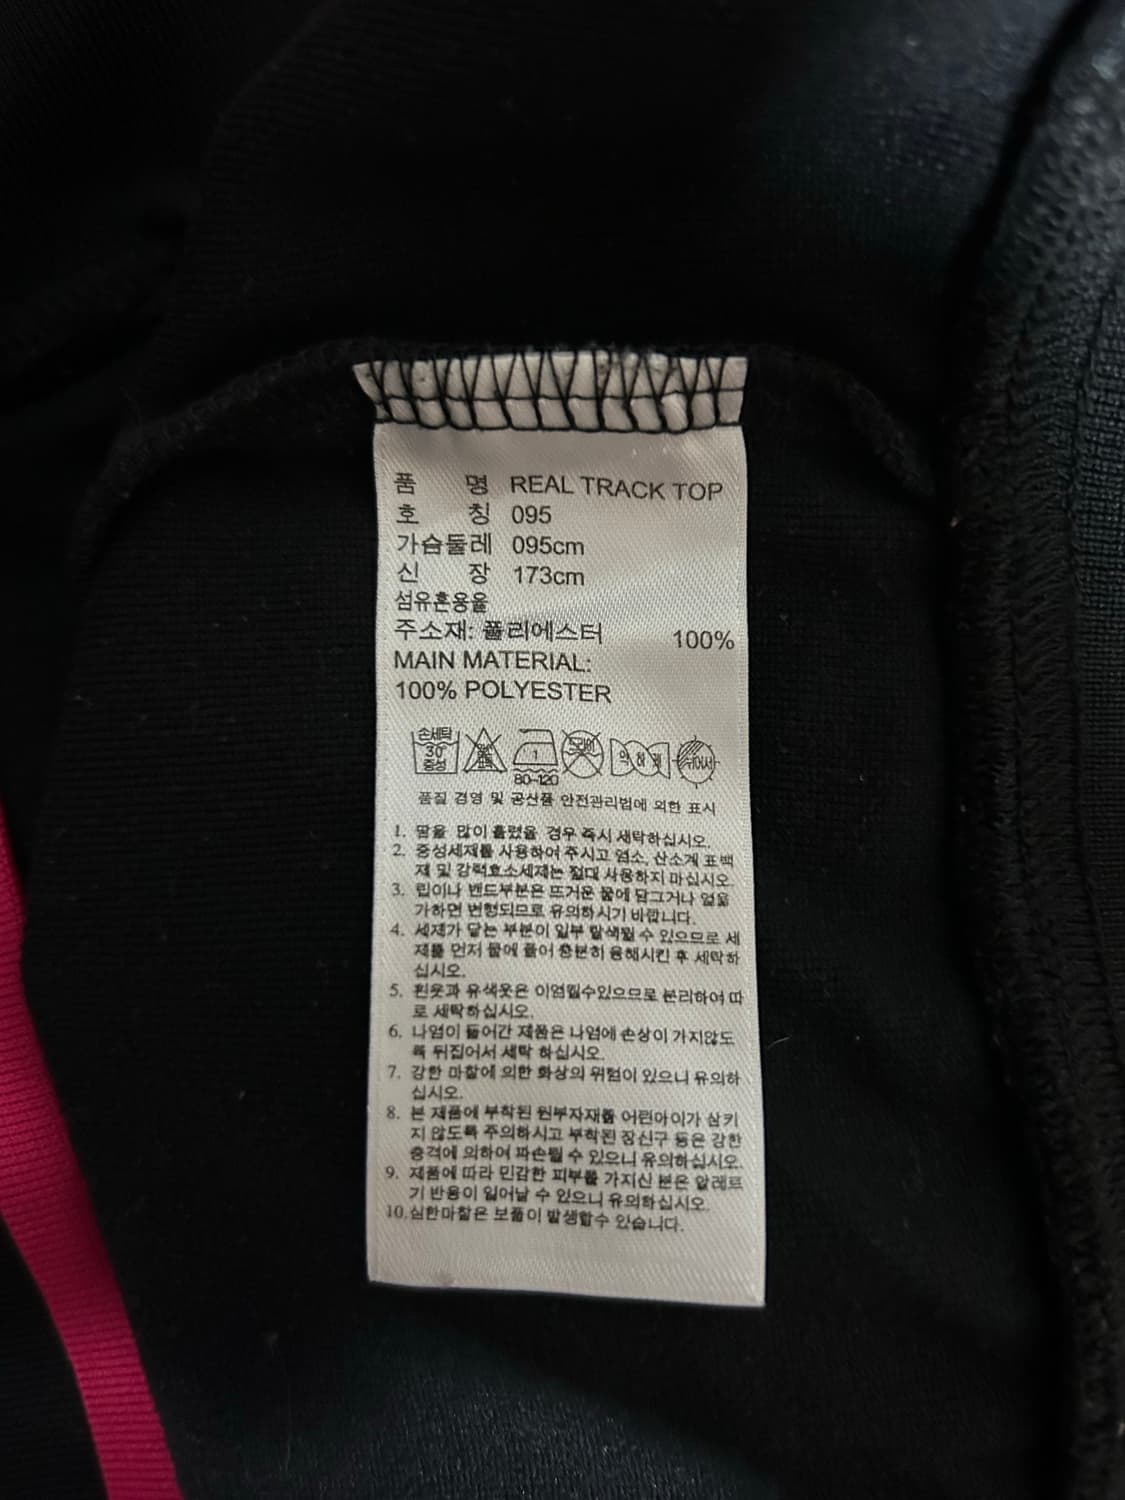 품 명 REAL TRACK TOP
호 칭 095
가슴둘레 095cm
신 장 173cm
섬유혼용율
주소재: 폴리에스터 100%
MAIN MATERIAL:
100% POLYESTER
손세탁 30 중성 1 80~120 드라이 약하게 뉘어서
품질 경영 및 공산품 안전관리법에 의한 표시
1. 땀을 많이 흘렸을 경우 즉시 세탁하십시오.
2. 중성세제를 사용하여 주시고 염소, 산소계 표백
제 및 강력효소세제는 절대 사용하지 마십시오.
3. 립이나 밴드부분은 뜨거운 물에 담그거나 열을
가하면 변형되므로 유의하시기 바랍니다.
4. 세제가 닿는 부분이 일부 탈색될 수 있으므로 세
제를 먼저 물에 풀어 충분히 용해시킨 후 세탁하
십시오.
5. 흰옷과 유색옷은 이염될수있으므로 분리하여 따
로 세탁하십시오.
6. 나염이 들어간 제품은 나염에 손상이 가지않도
록 뒤집어서 세탁 하십시오.
7. 강한 마찰에 의한 화상의 위험이 있으니 유의하
십시오.
8. 본 제품에 부착된 원부자재를 어린아이가 삼키
지 않도록 주의하시고 부착된 장신구 등은 강한
충격에 의하여 파손될 수 있으니 유의하십시오.
9. 제품에 따라 민감한 피부를 가지신 분은 알레르
기 반응이 일어날 수 있으니 유의하십시오.
10.심한마찰은 보풀이 발생할수 있습니다.